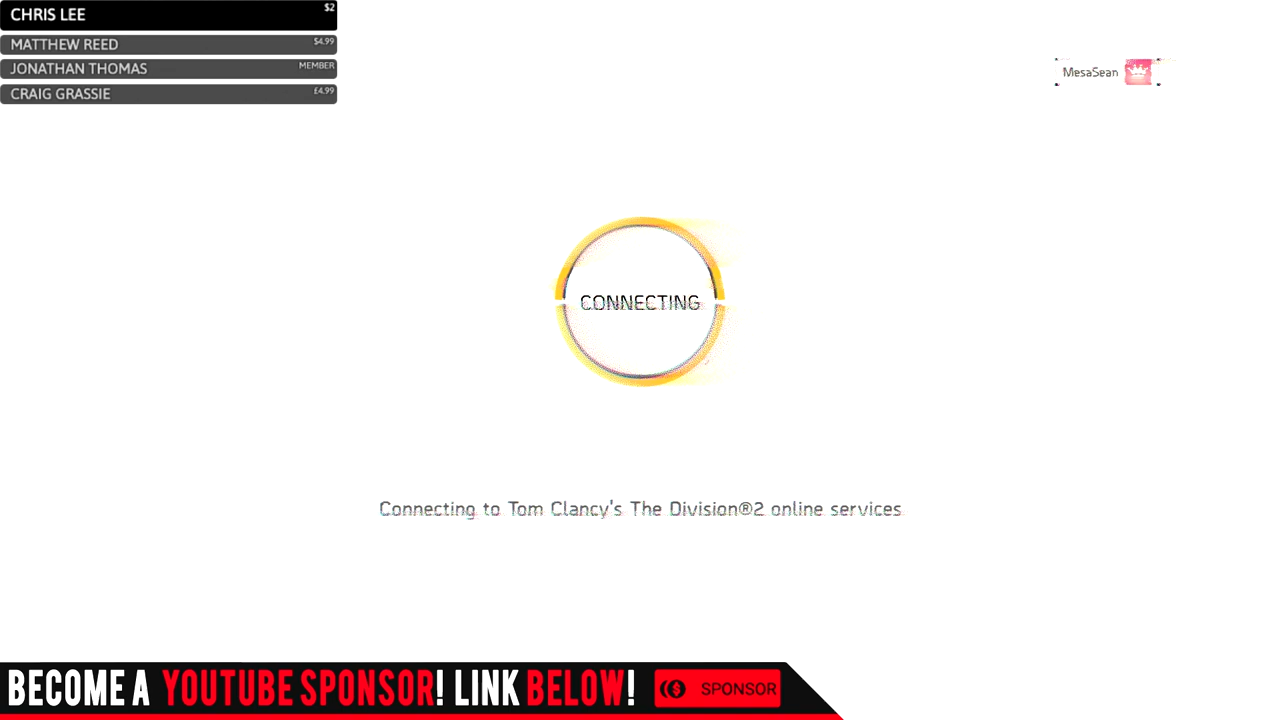 CHRIS LEE $2
MATTHEW REED $4.99
JONATHAN THOMAS MEMBER
CRAIG GRASSIE £4.99
MesaSean
CONNECTING
Connecting to Tom Clancy's The Division®2 online services
BECOME A YOUTUBE SPONSOR! LINK BELOW! SPONSOR